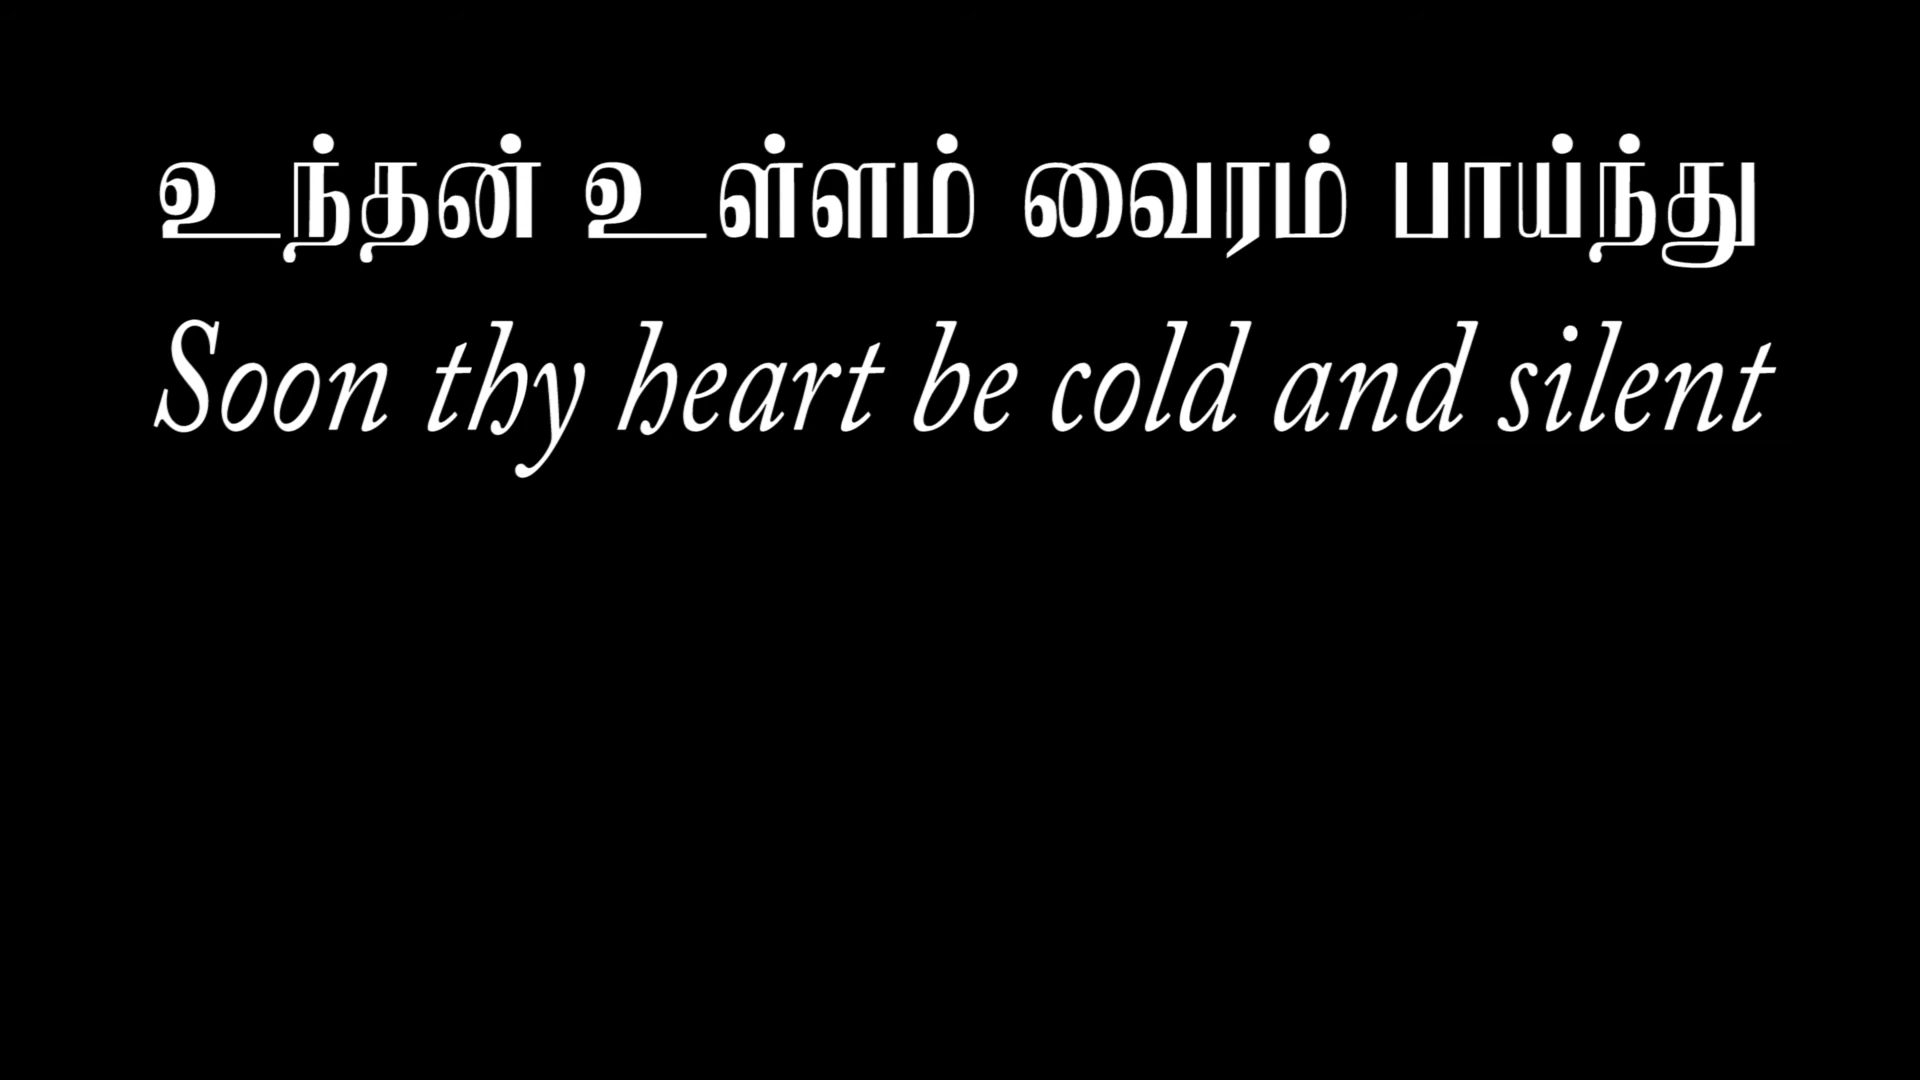 உந்தன் உள்ளம் வைரம் பாய்ந்து
Soon thy heart be cold and silent